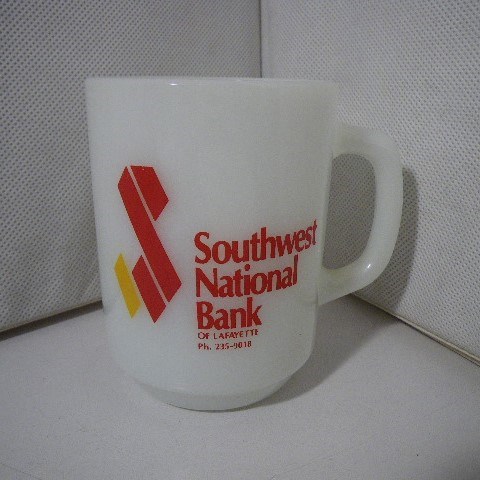 Southwest
National
Bank
OF LAFAYETTE
Ph. 235-9018